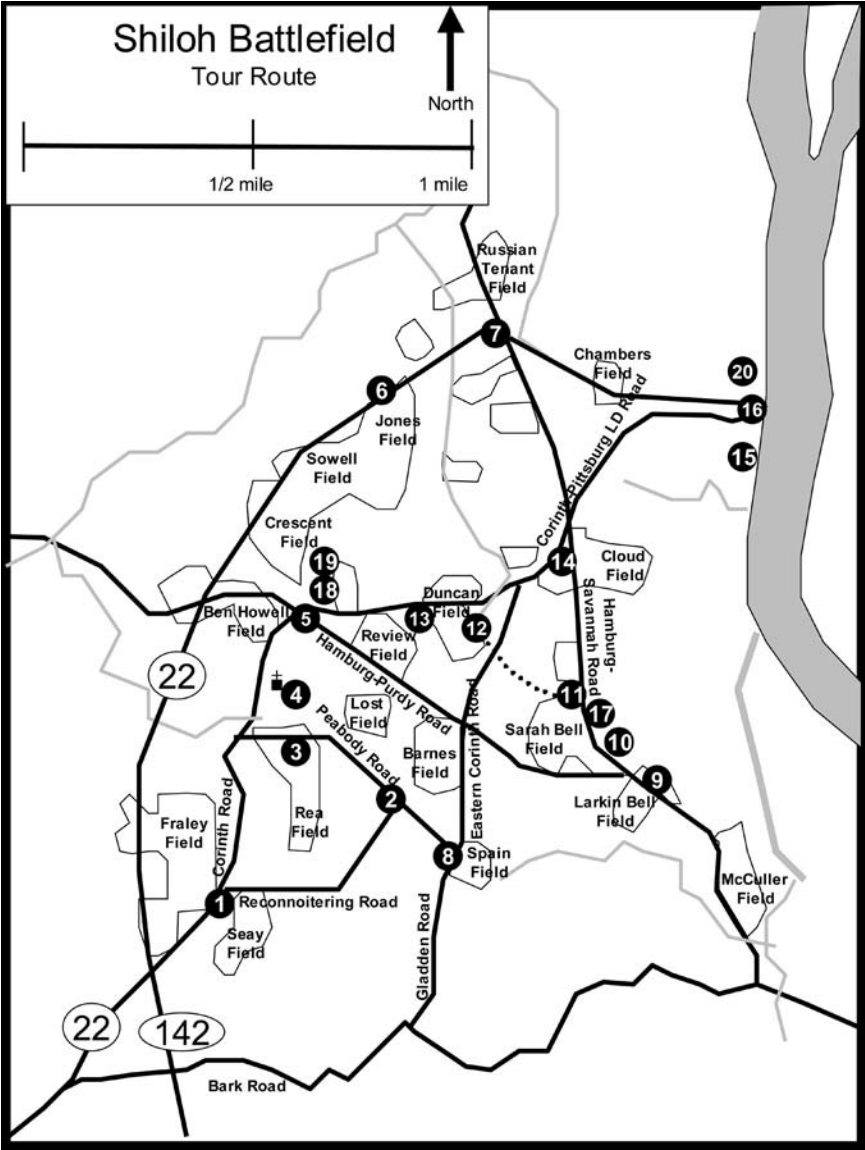 Shiloh Battlefield
Tour Route
North
1/2 mile
1 mile
Russian
Tenant
Field
7
Chambers
Field
20
6
16
Jones
Field
Corinth-Pittsburg LD Road
15
Sowell
Field
Crescent
Field
19
14
Cloud
Field
18
Duncan
Field
Hamburg-
Savannah Road
Ben Howell
Field
5
13
12
Review
Field
Hamburg-Purdy Road
22
4
11
Lost
Field
17
Peabody Road
Sarah Bell
Field
10
3
Barnes
Field
Eastern Corinth Road
9
Larkin Bell
Field
2
Rea
Field
Fraley
Field
Corinth Road
8
Spain
Field
McCuller
Field
1
Reconnoitering Road
Seay
Field
Gladden Road
22
142
Bark Road